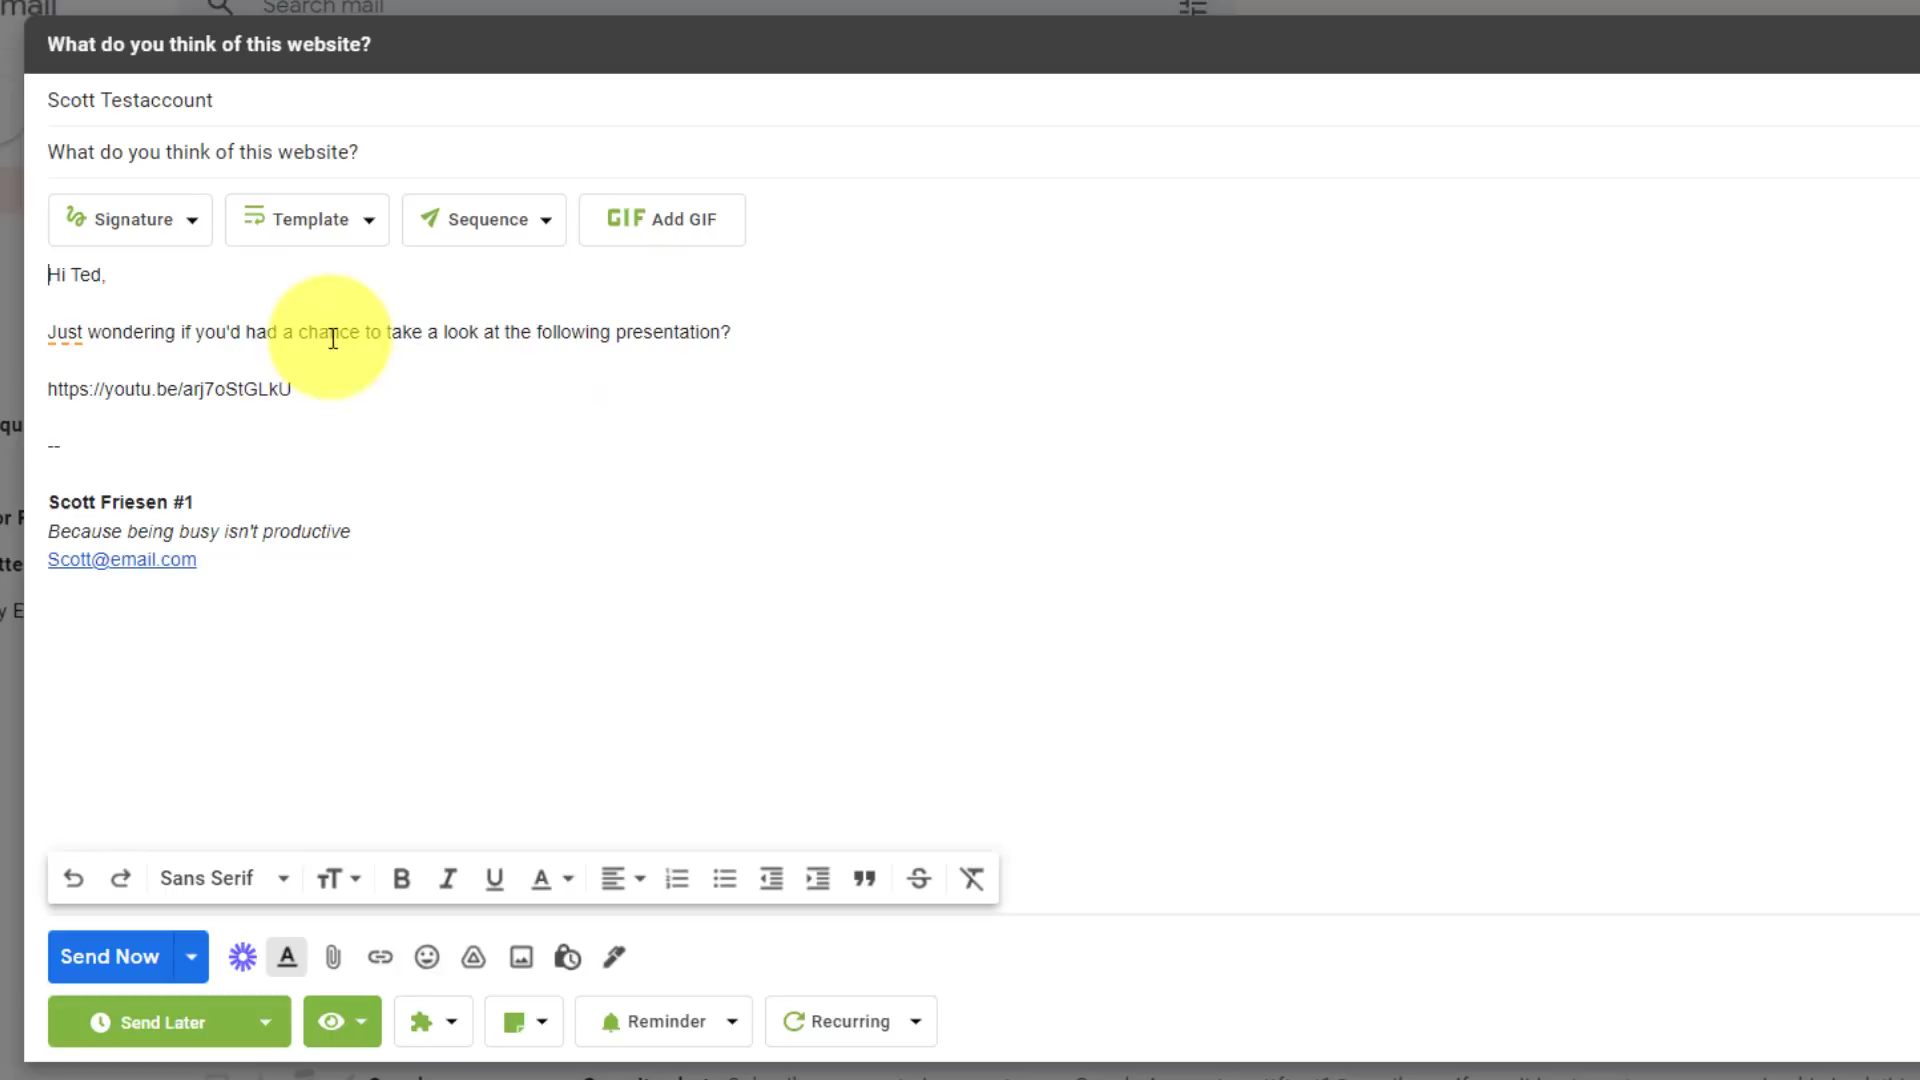 mail
Search mail
What do you think of this website?
Scott Testaccount
What do you think of this website?
Signature
Template
Sequence
GIF Add GIF
Hi Ted,
Just wondering if you'd had a chance to take a look at the following presentation?
https://youtu.be/arj7oStGLkU
--
Scott Friesen #1
Because being busy isn't productive
Scott@email.com
Sans Serif
Send Now
Send Later
Reminder
Recurring